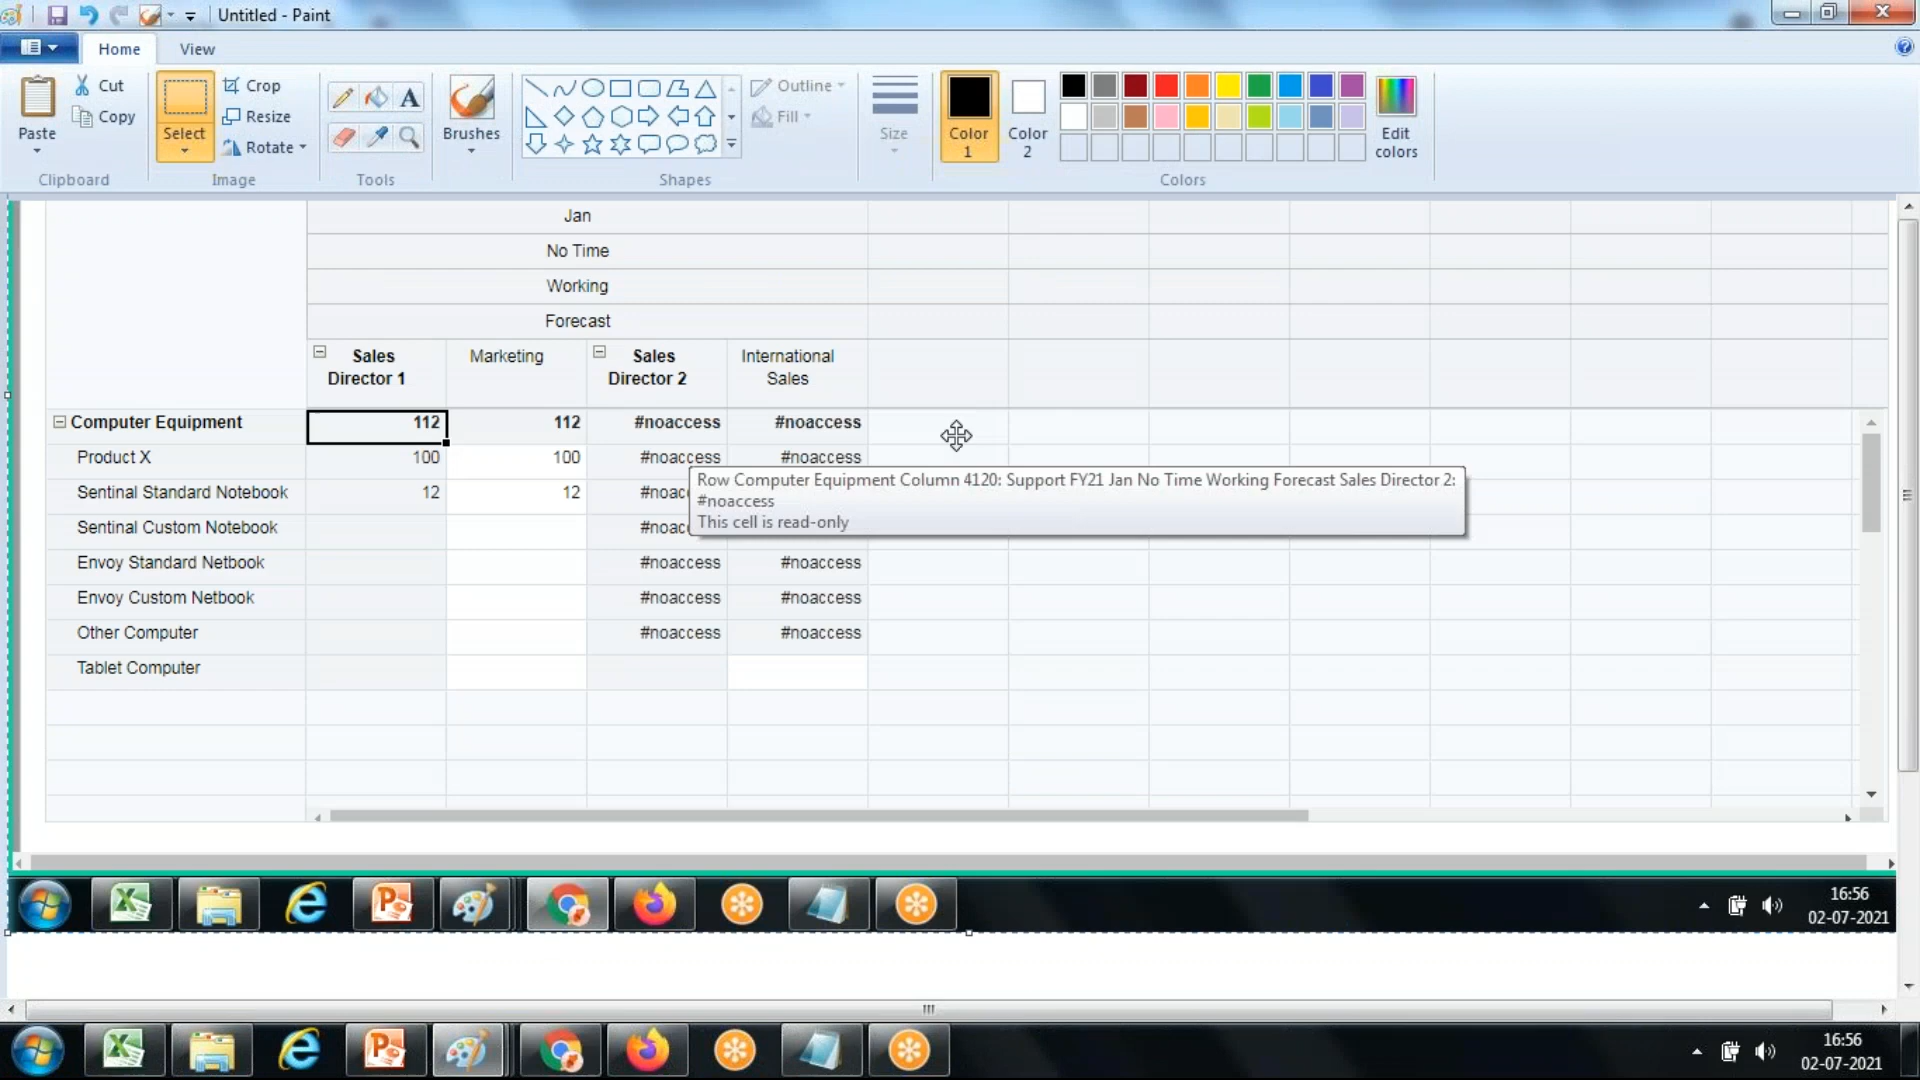 Untitled - Paint
Home View
Paste
Cut
Copy
Clipboard
Select
Crop
Resize
Rotate
Image
A
Tools
Brushes
Shapes
Outline
Fill
Size
Color 1
Color 2
Edit colors
Colors
Jan
No Time
Working
Forecast
Sales Director 1 Marketing Sales Director 2 International Sales
Computer Equipment 112 112 #noaccess #noaccess
Product X 100 100 #noaccess #noaccess
Sentinal Standard Notebook 12 12 #noac
Sentinal Custom Notebook #noac
Envoy Standard Netbook #noaccess #noaccess
Envoy Custom Netbook #noaccess #noaccess
Other Computer #noaccess #noaccess
Tablet Computer
Row Computer Equipment Column 4120: Support FY21 Jan No Time Working Forecast Sales Director 2:
#noaccess
This cell is read-only
16:56
02-07-2021
16:56
02-07-2021